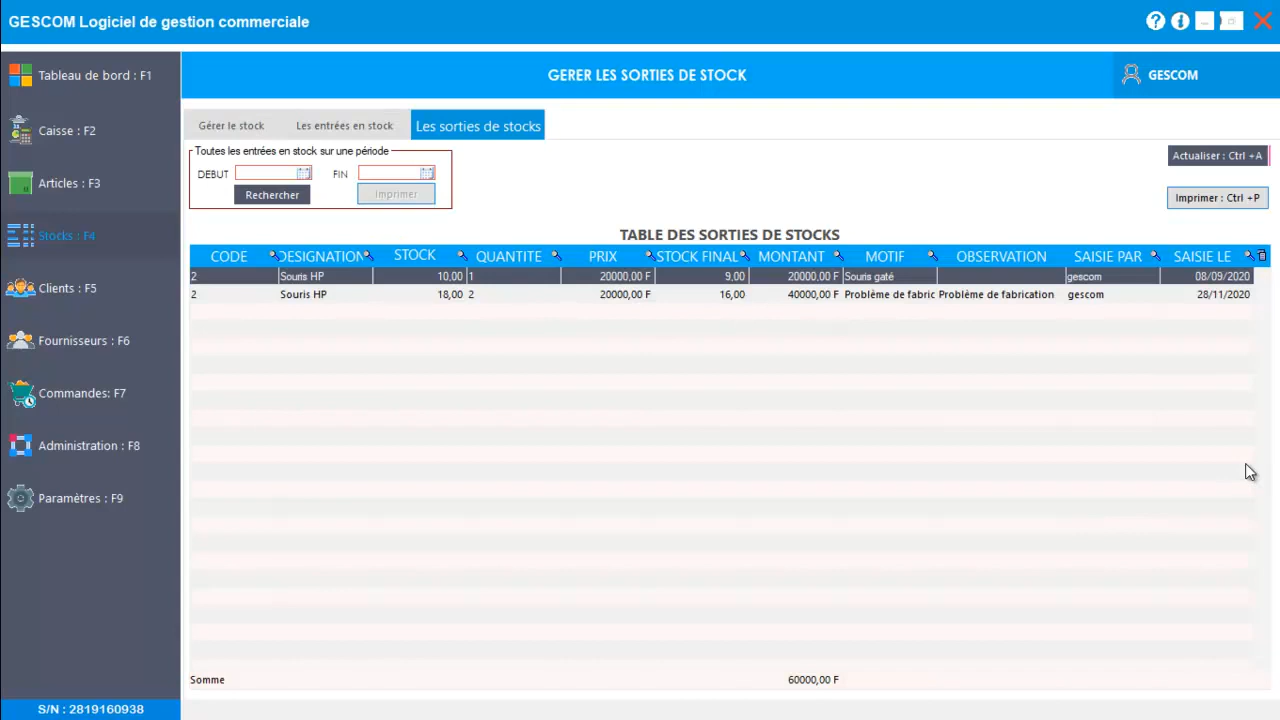 GESCOM Logiciel de gestion commerciale
Tableau de bord : F1
Caisse : F2
Articles : F3
Stocks : F4
Clients : F5
Fournisseurs : F6
Commandes: F7
Administration : F8
Paramètres : F9
S/N : 2819160938
GERER LES SORTIES DE STOCK
GESCOM
Gérer le stock Les entrées en stock Les sorties de stocks
Toutes les entrées en stock sur une période
DEBUT FIN
Rechercher Imprimer
Actualiser : Ctrl +A
Imprimer : Ctrl +P
TABLE DES SORTIES DE STOCKS
CODE DESIGNATION STOCK QUANTITE PRIX STOCK FINAL MONTANT MOTIF OBSERVATION SAISIE PAR SAISIE LE
2 Souris HP 10,00 1 20000,00 F 9,00 20000,00 F Souris gaté gescom 08/09/2020
2 Souris HP 18,00 2 20000,00 F 16,00 40000,00 F Problème de fabric Problème de fabrication gescom 28/11/2020
Somme 60000,00 F